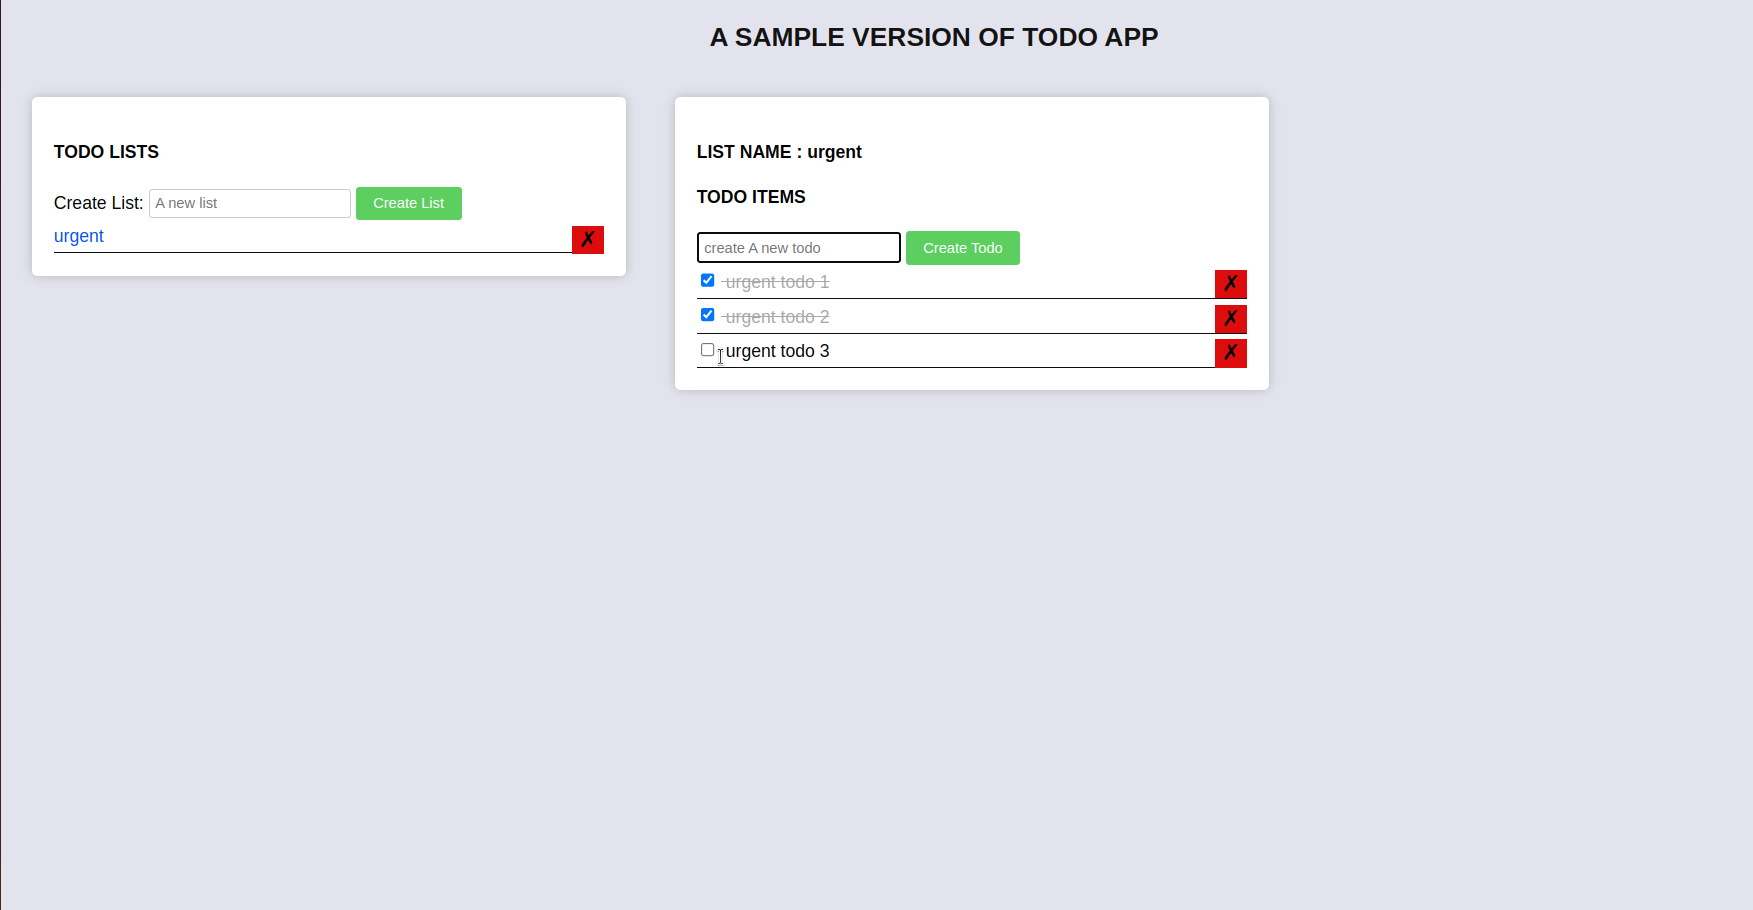 A SAMPLE VERSION OF TODO APP
TODO LISTS
Create List: A new list Create List
urgent ✗
LIST NAME : urgent
TODO ITEMS
create A new todo Create Todo
urgent todo 1 ✗
urgent todo 2 ✗
urgent todo 3 ✗